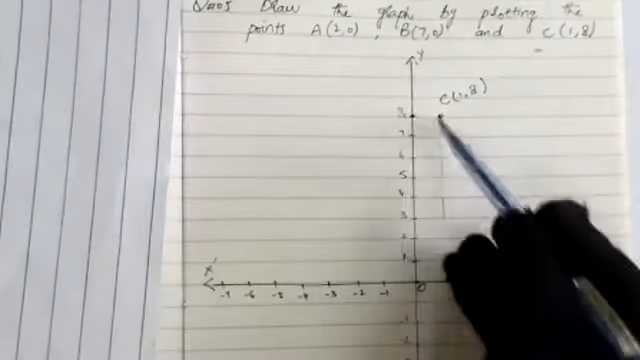 Draw the graph by plotting the
points A(2,0), B(7,0) and C(1,8)
Y
C(1,8)
8
7
6
5
4
3
2
1
X'
-7 -6 -5 -4 -3 -2 -1 O
-1
-2